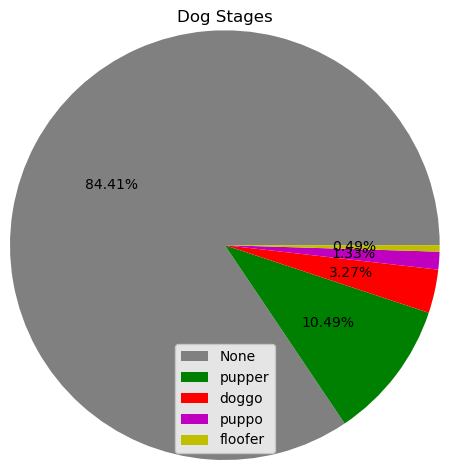 Dog Stages
84.41%
0.49%
1.33%
3.27%
10.49%
None
pupper
doggo
puppo
floofer